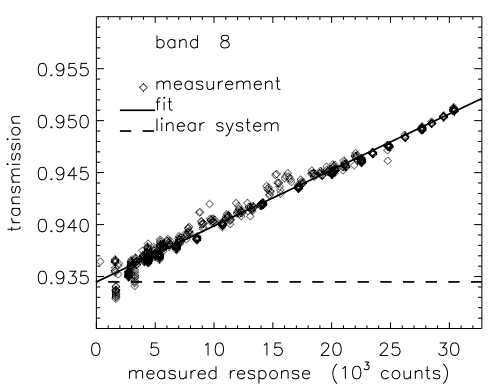 band 8
measurement
fit
linear system
0.955
0.950
0.945
0.940
0.935
transmission
0 5 10 15 20 25 30
measured response (10³ counts)